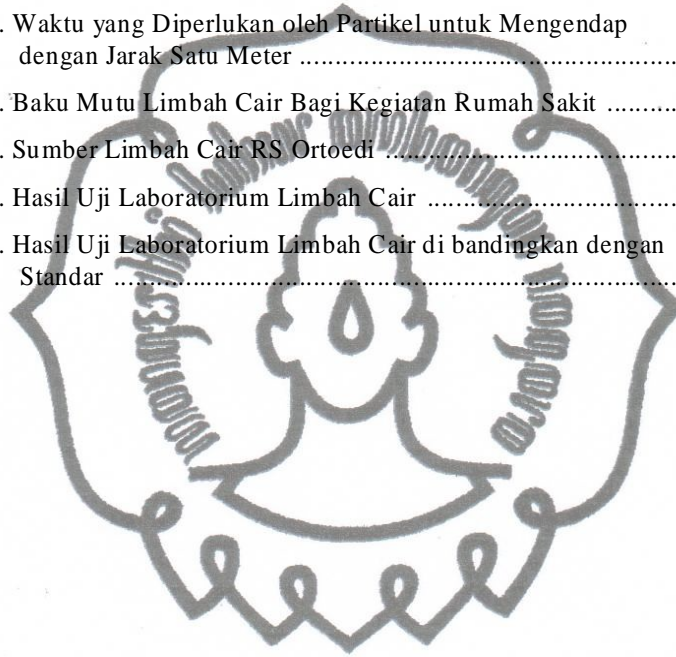 . Waktu yang Diperlukan oleh Partikel untuk Mengendap
dengan Jarak Satu Meter ......................................................
. Baku Mutu Limbah Cair Bagi Kegiatan Rumah Sakit ..........
. Sumber Limbah Cair RS Ortoedi ............................................
. Hasil Uji Laboratorium Limbah Cair .....................................
. Hasil Uji Laboratorium Limbah Cair di bandingkan dengan
Standar ...................................................................................